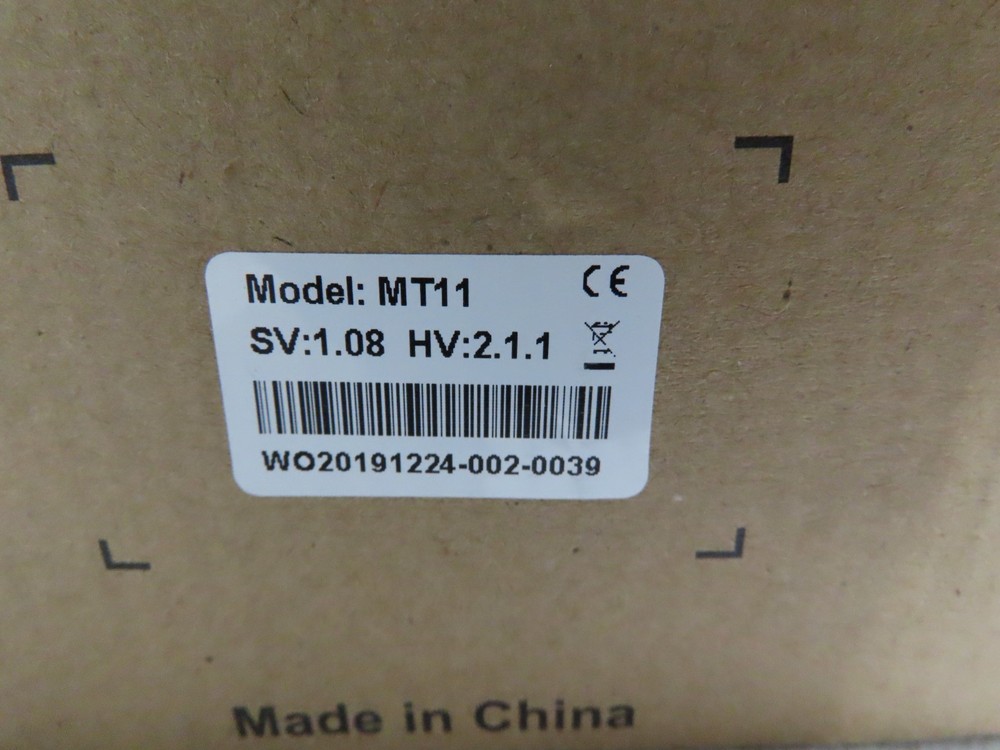 Model: MT11 CE
SV:1.08 HV:2.1.1
WO20191224-002-0039
Made in China